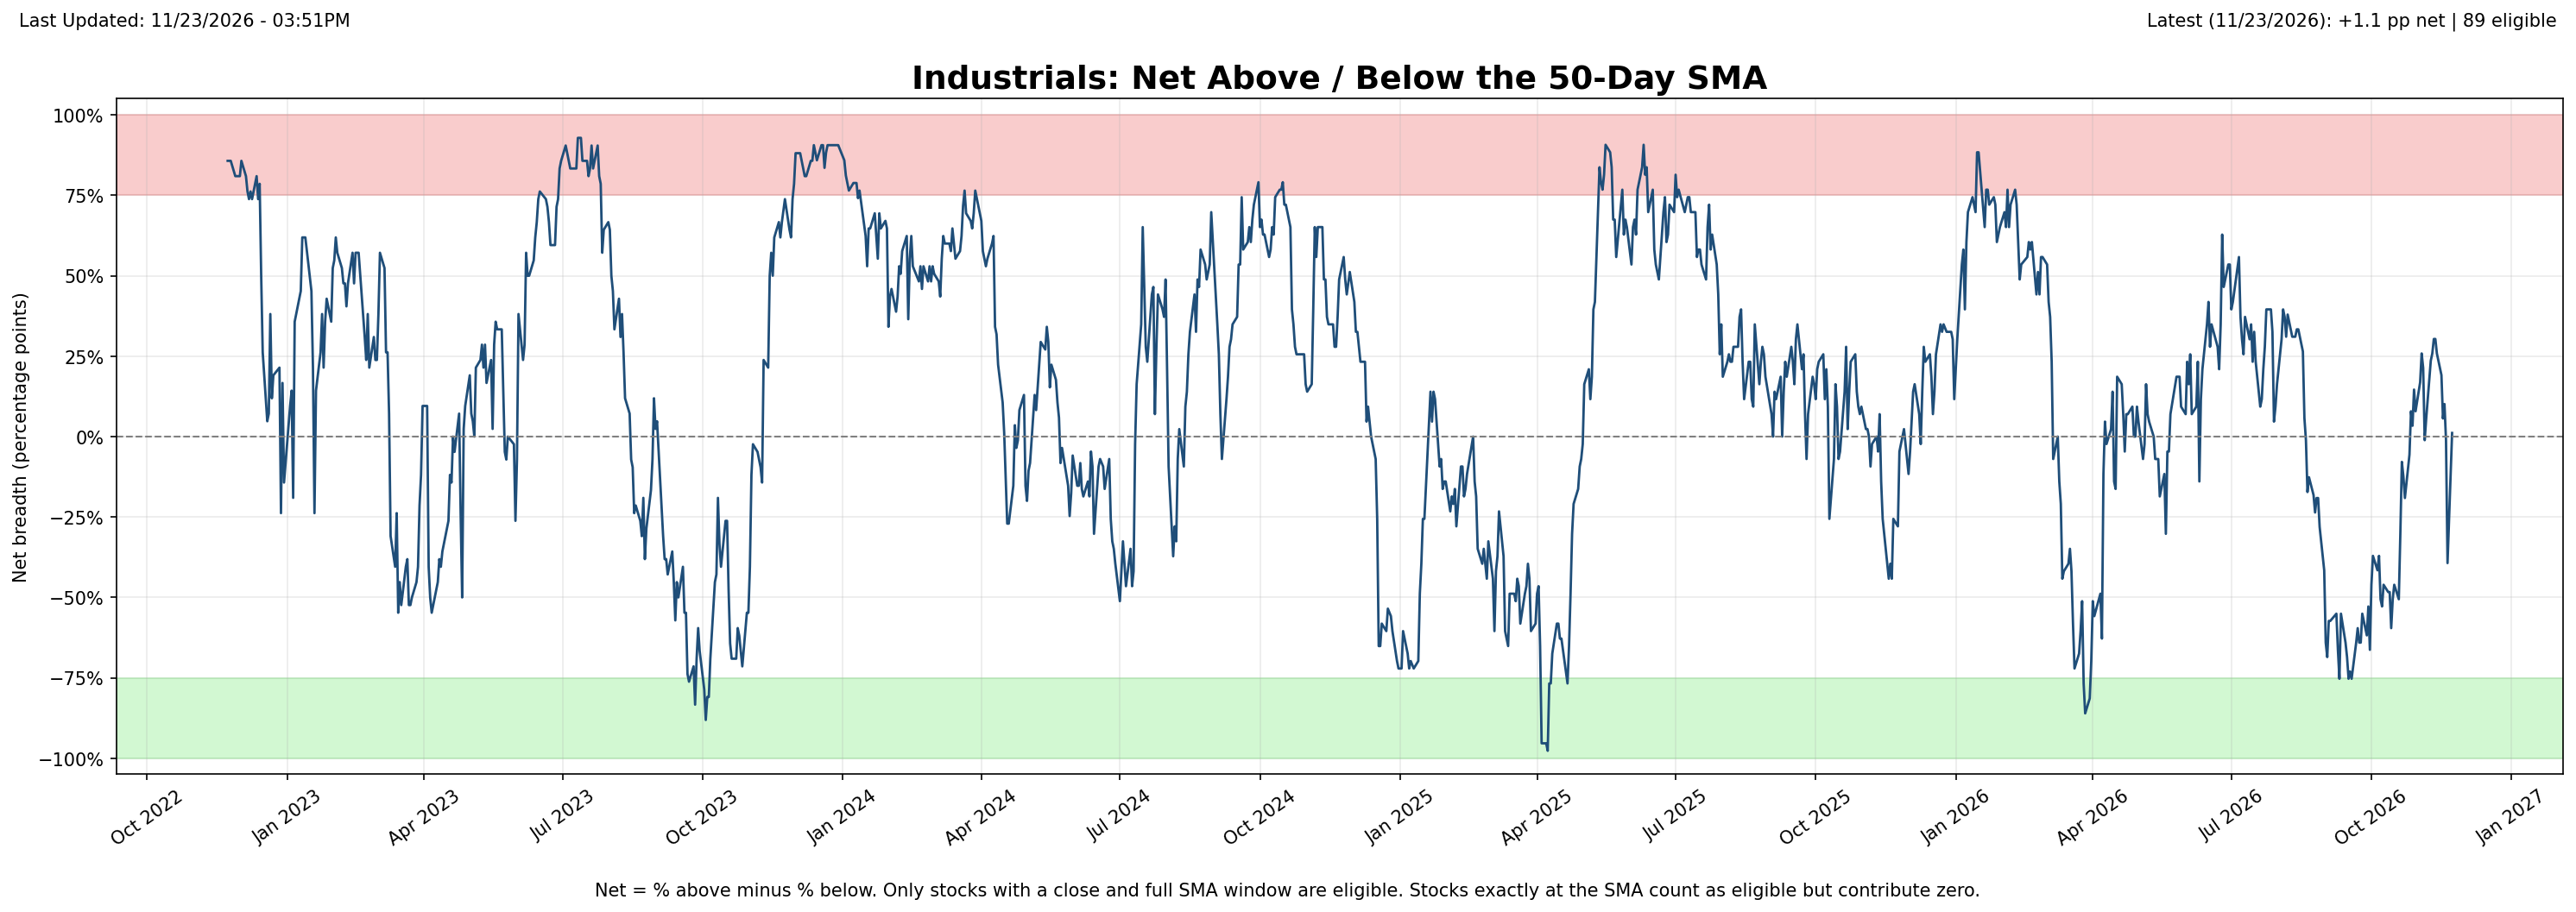 Last Updated: 11/23/2026 - 03:51PM
Latest (11/23/2026): +1.1 pp net | 89 eligible
Industrials: Net Above / Below the 50-Day SMA
Net breadth (percentage points)
100%
75%
50%
25%
0%
−25%
−50%
−75%
−100%
Oct 2022
Jan 2023
Apr 2023
Jul 2023
Oct 2023
Jan 2024
Apr 2024
Jul 2024
Oct 2024
Jan 2025
Apr 2025
Jul 2025
Oct 2025
Jan 2026
Apr 2026
Jul 2026
Oct 2026
Jan 2027
Net = % above minus % below. Only stocks with a close and full SMA window are eligible. Stocks exactly at the SMA count as eligible but contribute zero.